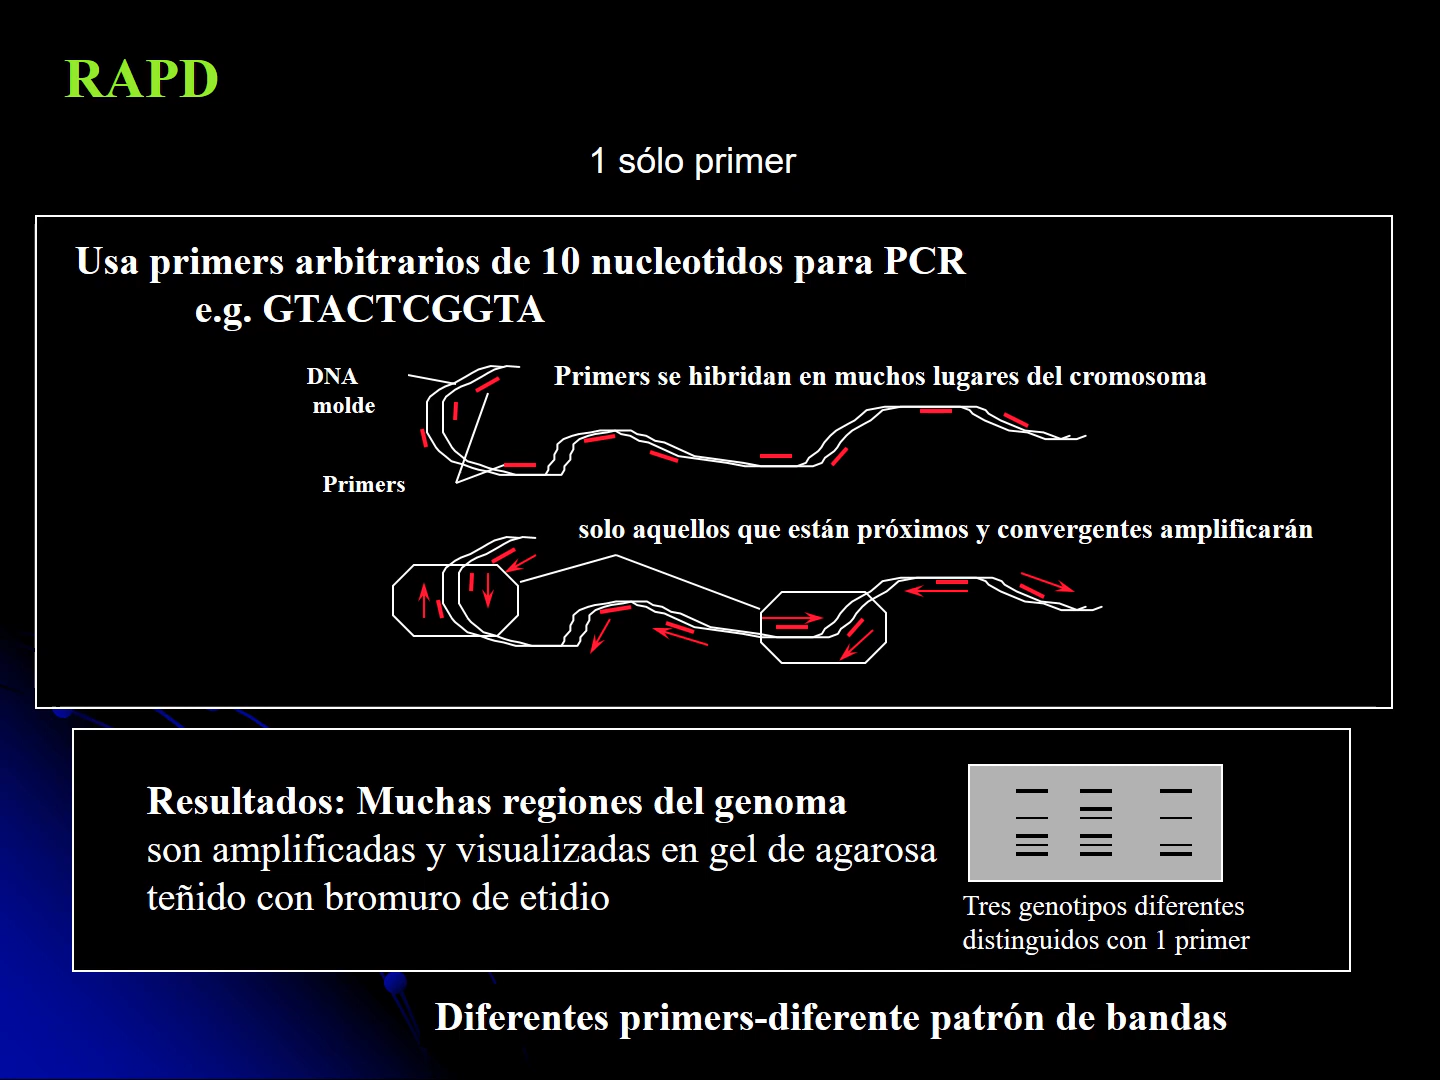 RAPD
1 sólo primer
Usa primers arbitrarios de 10 nucleotidos para PCR
e.g. GTACTCGGTA
DNA
molde
Primers se hibridan en muchos lugares del cromosoma
Primers
solo aquellos que están próximos y convergentes amplificarán
Resultados: Muchas regiones del genoma
son amplificadas y visualizadas en gel de agarosa
teñido con bromuro de etidio
Tres genotipos diferentes
distinguidos con 1 primer
Diferentes primers-diferente patrón de bandas